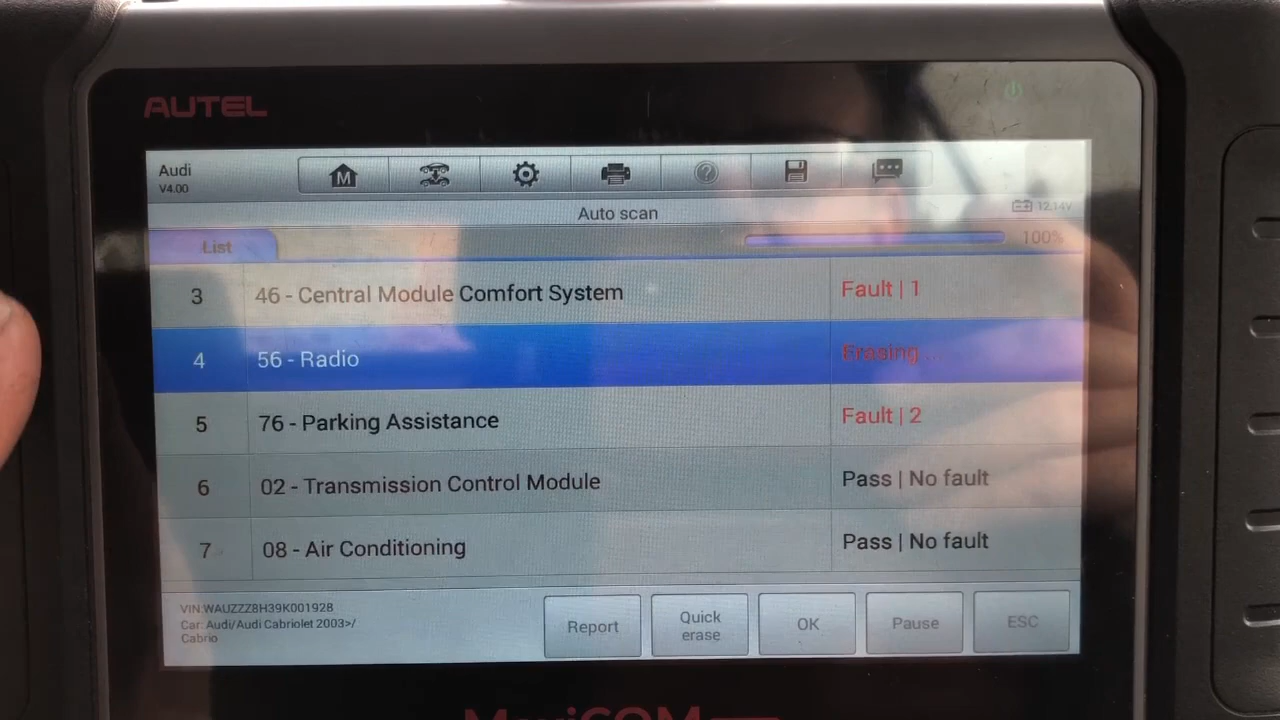 AUTEL
Audi
V4.00
M
?
Auto scan
12.14V
List
100%
3 46 - Central Module Comfort System Fault | 1
4 56 - Radio Erasing ...
5 76 - Parking Assistance Fault | 2
6 02 - Transmission Control Module Pass | No fault
7 08 - Air Conditioning Pass | No fault
VIN:WAUZZZ8H39K001928
Car: Audi/Audi Cabriolet 2003>/
Cabrio
Report
Quick
erase
OK
Pause
ESC
MaxiCOM